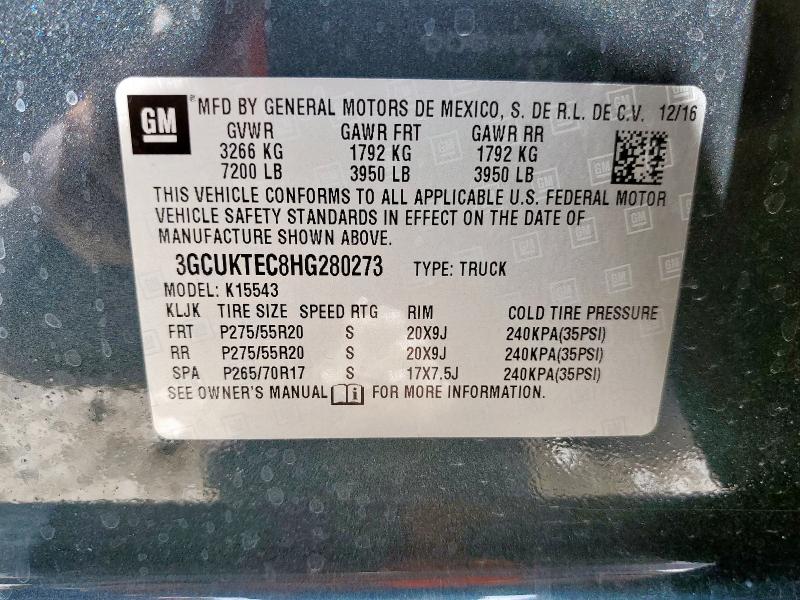 GM
MFD BY GENERAL MOTORS DE MEXICO, S. DE R.L. DE C.V. 12/16
GVWR GAWR FRT GAWR RR
3266 KG 1792 KG 1792 KG
7200 LB 3950 LB 3950 LB
THIS VEHICLE CONFORMS TO ALL APPLICABLE U.S. FEDERAL MOTOR
VEHICLE SAFETY STANDARDS IN EFFECT ON THE DATE OF
MANUFACTURE SHOWN ABOVE.
3GCUKTEC8HG280273 TYPE: TRUCK
MODEL: K15543
KLJK TIRE SIZE SPEED RTG RIM COLD TIRE PRESSURE
FRT P275/55R20 S 20X9J 240KPA(35PSI)
RR P275/55R20 S 20X9J 240KPA(35PSI)
SPA P265/70R17 S 17X7.5J 240KPA(35PSI)
SEE OWNER'S MANUAL i FOR MORE INFORMATION.